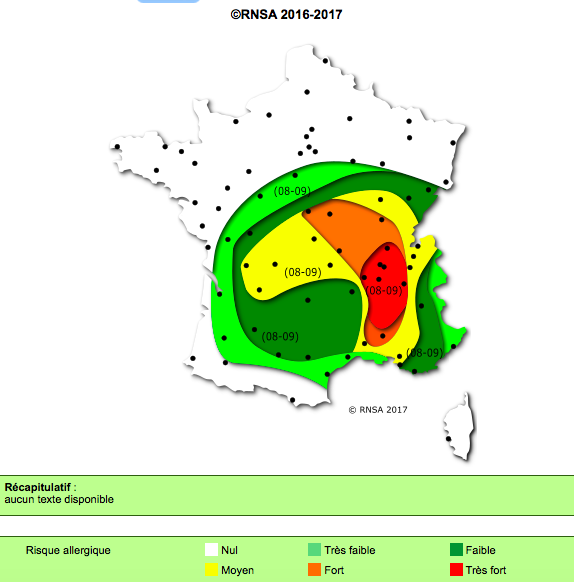 ©RNSA 2016-2017
(08-09)
(08-09)
(08-09)
(08-09)
(08-09)
© RNSA 2017
Récapitulatif :
aucun texte disponible
Risque allergique
Nul
Très faible
Faible
Moyen
Fort
Très fort